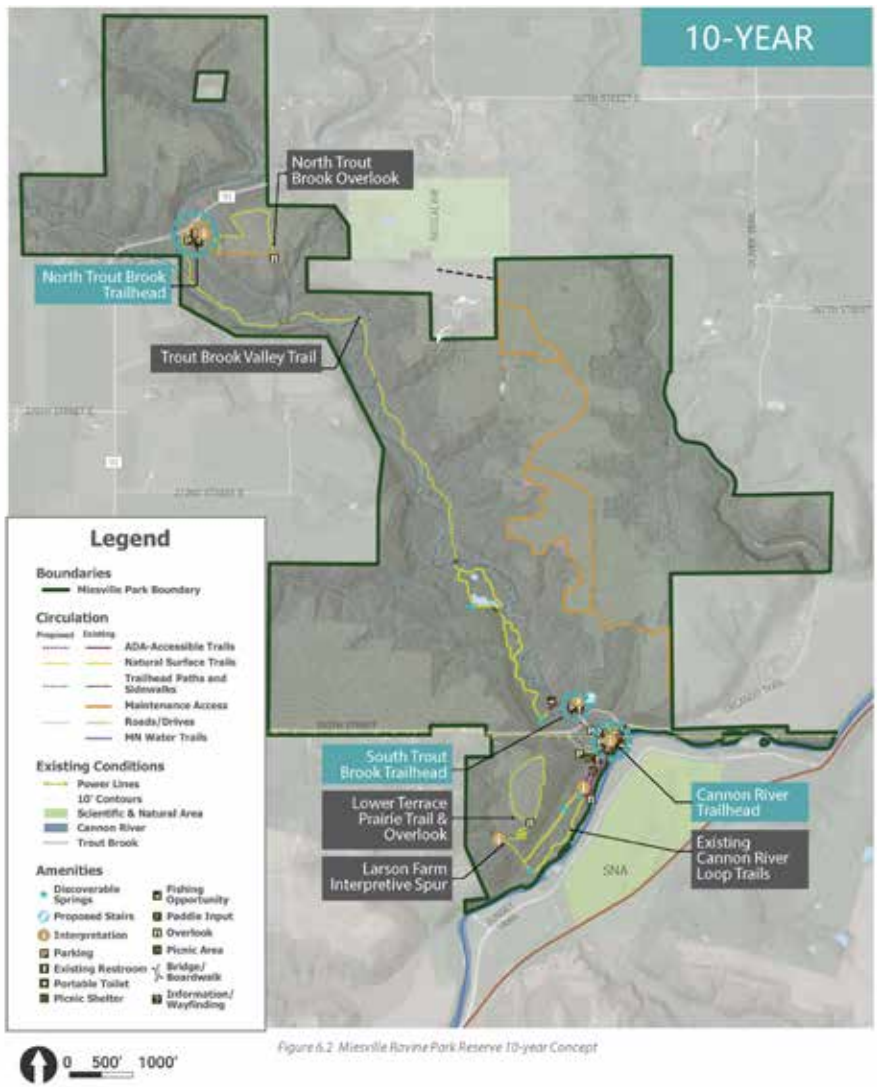 10-YEAR
North Trout
Brook Overlook
North Trout Brook
Trailhead
Trout Brook Valley Trail
Legend
Boundaries
Miesville Park Boundary
Circulation
Proposed Existing
ADA-Accessible Trails
Natural Surface Trails
Trailhead Paths and
Sidewalks
Maintenance Access
Roads/Drives
MN Water Trails
Existing Conditions
Power Lines
10' Contours
Scientific & Natural Area
Cannon River
Trout Brook
Amenities
Discoverable
Springs
Proposed Stairs
Interpretation
Parking
Existing Restroom
Portable Toilet
Picnic Shelter
Fishing
Opportunity
Paddle Input
Overlook
Picnic Area
Bridge/
Boardwalk
Information/
Wayfinding
South Trout
Brook Trailhead
Lower Terrace
Prairie Trail &
Overlook
Larson Farm
Interpretive Spur
Cannon River
Trailhead
Existing
Cannon River
Loop Trails
SNA
Figure 6.2 Miesville Ravine Park Reserve 10-year Concept
0 500' 1000'